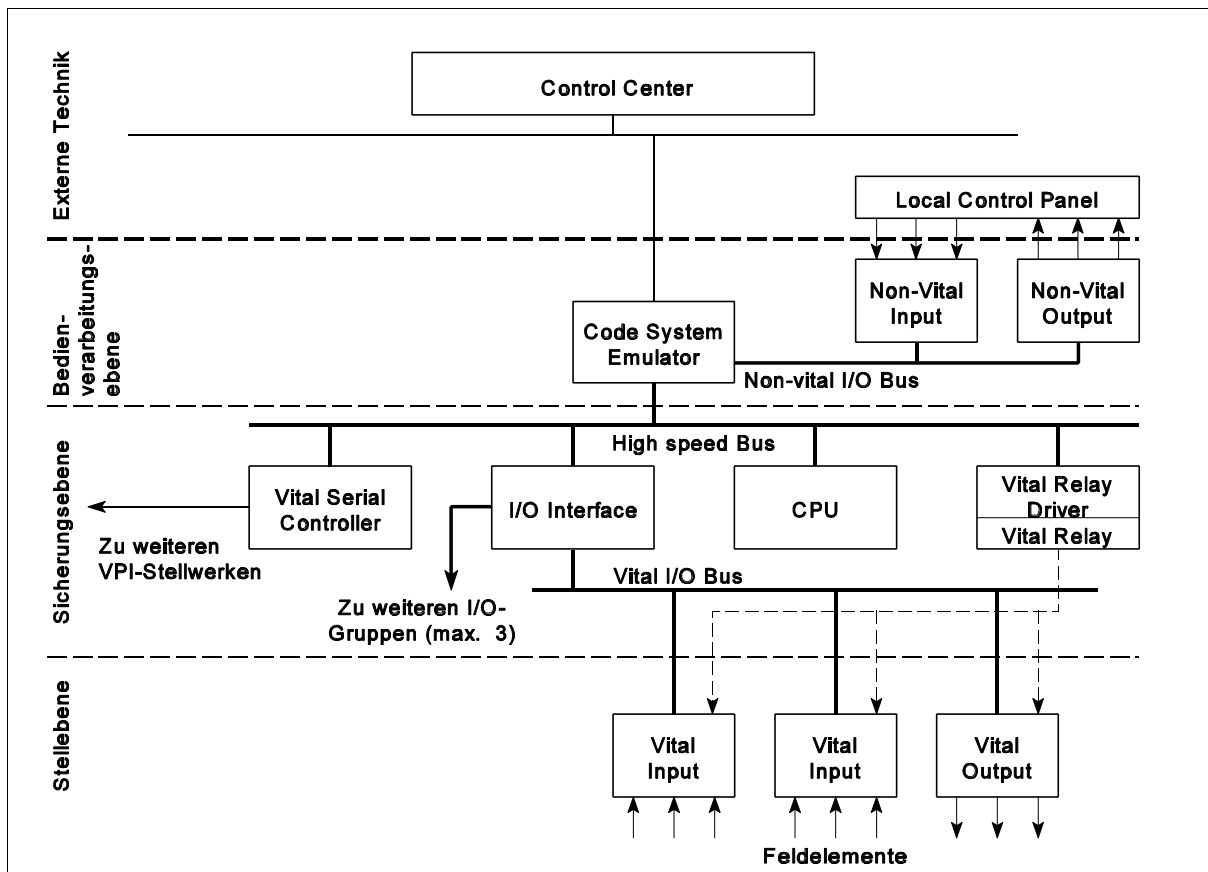 Externe Technik
Control Center
Local Control Panel
Bedien-
verarbeitungs-
ebene
Non-Vital
Input
Non-Vital
Output
Code System
Emulator
Non-vital I/O Bus
Sicherungsebene
High speed Bus
Vital Serial
Controller
I/O Interface
CPU
Vital Relay
Driver
Vital Relay
Zu weiteren
VPI-Stellwerken
Vital I/O Bus
Zu weiteren I/O-
Gruppen (max. 3)
Stellebene
Vital
Input
Vital
Input
Vital
Output
Feldelemente